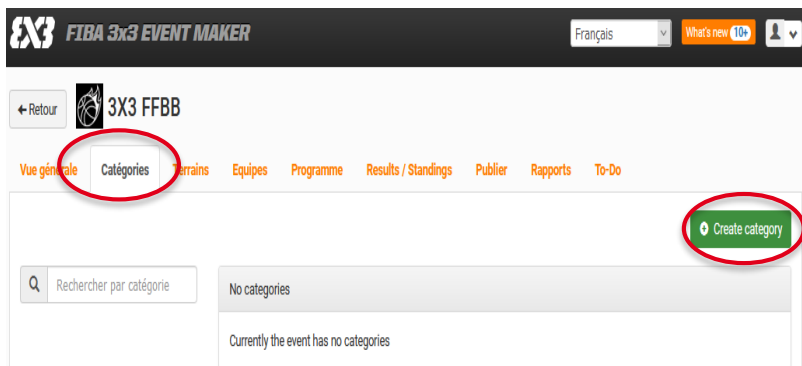 3X3 FIBA 3x3 EVENT MAKER Français What's new 10+
Retour 3X3 FFBB
Vue générale Catégories Terrains Equipes Programme Results / Standings Publier Rapports To-Do
Create category
Rechercher par catégorie No categories
Currently the event has no categories